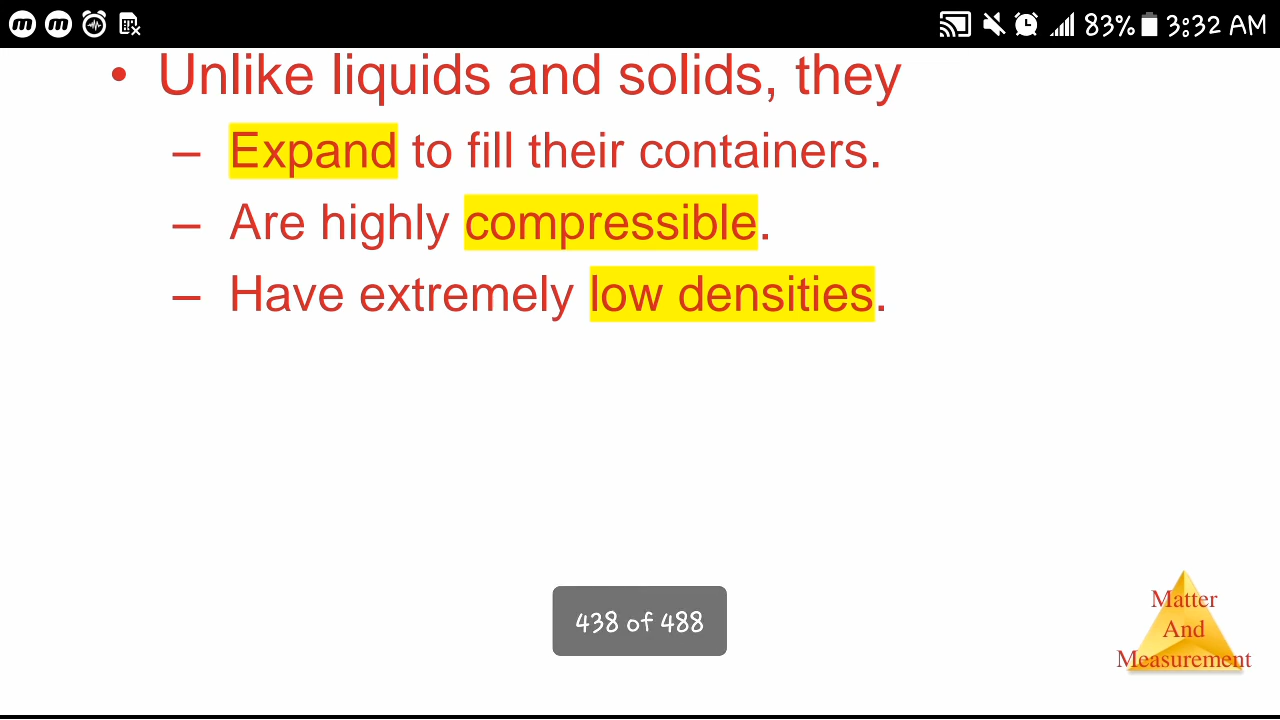 83% 3:32 AM
• Unlike liquids and solids, they
– Expand to fill their containers.
– Are highly compressible.
– Have extremely low densities.
438 of 488
Matter
And
Measurement